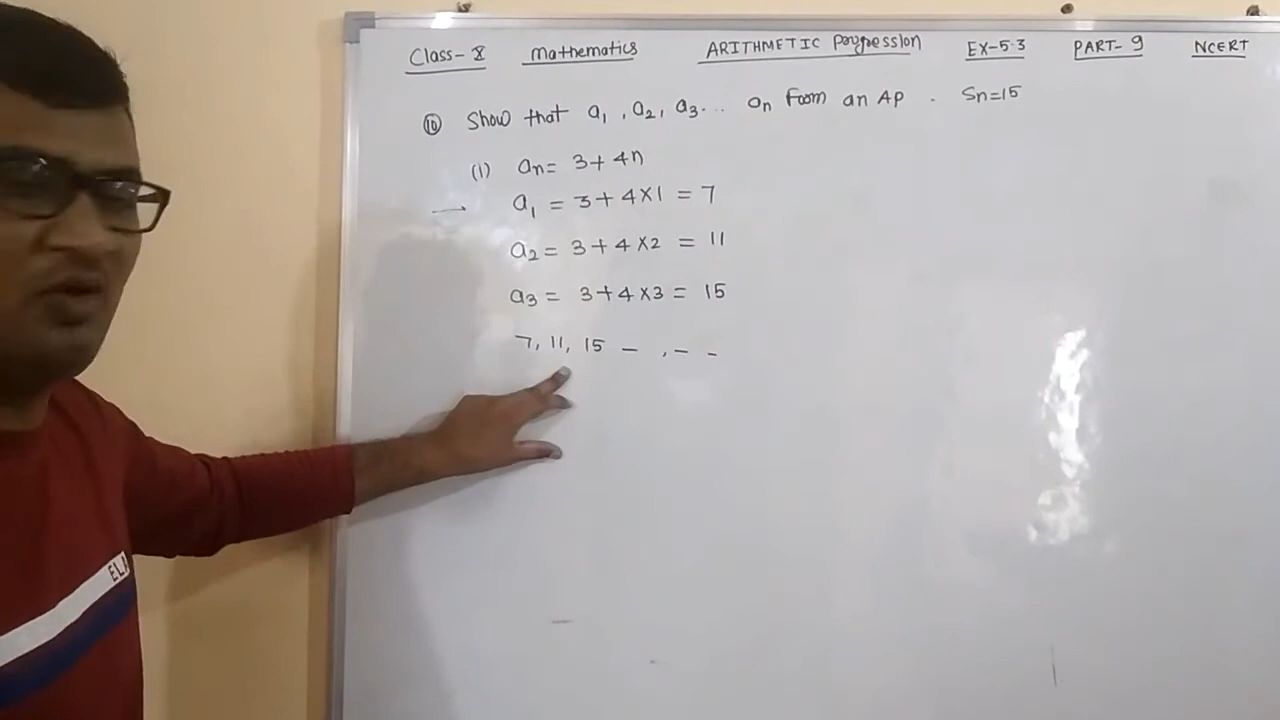 Class-X Mathematics ARITHMETIC Progression EX-5.3 PART-9 NCERT
(10) Show that a₁, a₂, a₃... an form an AP. Sn=15
(i) an = 3+4n
→ a₁ = 3+4×1 = 7
a₂ = 3+4×2 = 11
a₃ = 3+4×3 = 15
7, 11, 15 – , – -
ELA